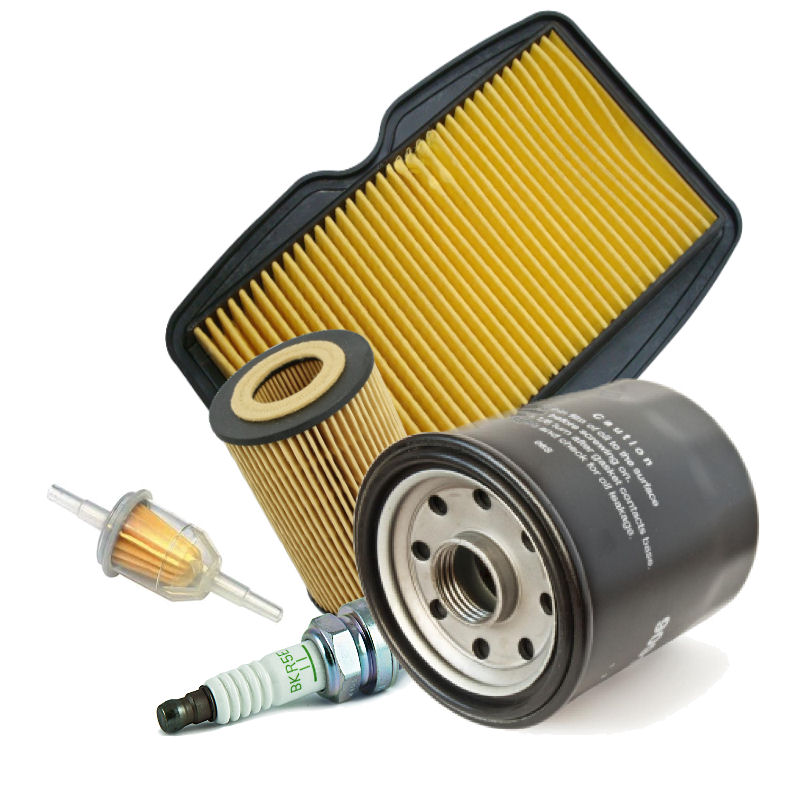 Caution
film of oil to the surface
before screwing on.
turn after gasket contacts base.
and check for oil leakage.
BKR5E
11